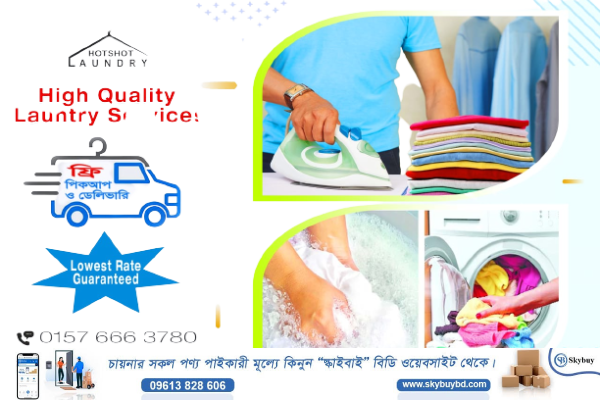 HOTSHOT
LAUNDRY
High Quality
Laundry Services
ফ্রি
পিকআপ
ও ডেলিভারি
Lowest Rate
Guaranteed
0157 666 3780
চায়নার সকল পণ্য পাইকারী মূল্যে কিনুন “স্কাইবাই” বিডি ওয়েবসাইট থেকে।
09613 828 606
www.skybuybd.com
SB Skybuy